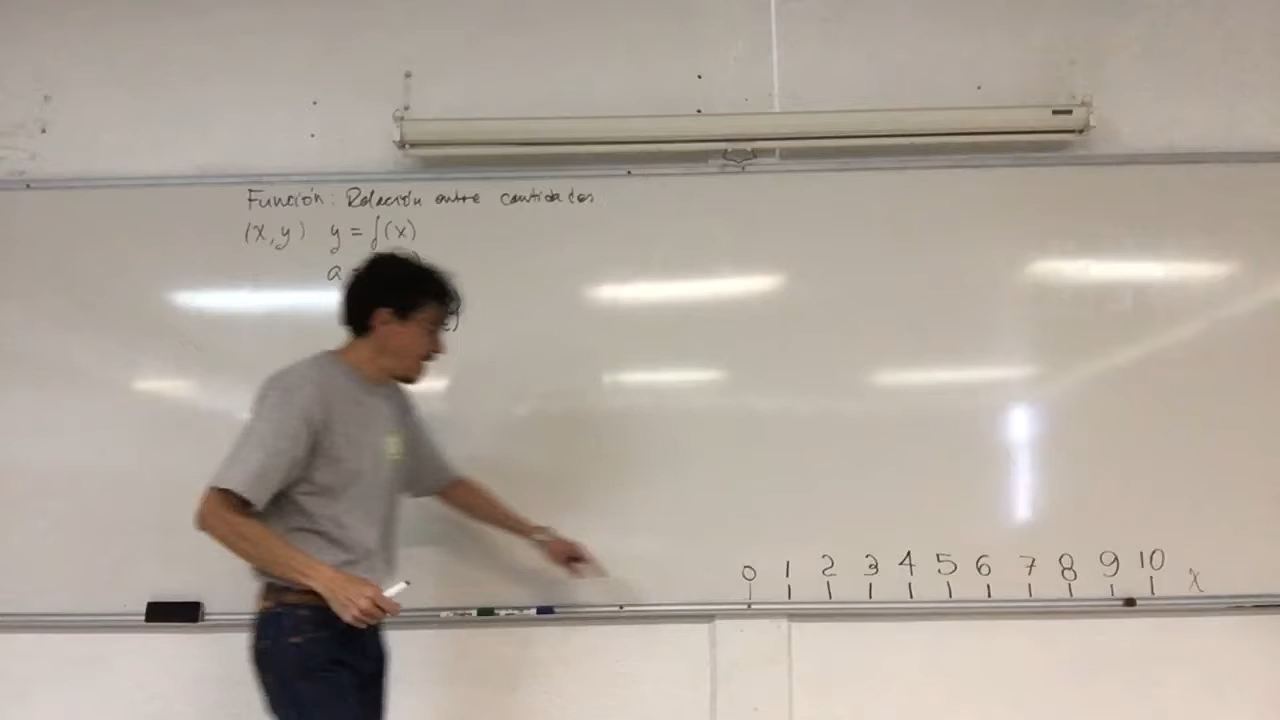 Función: Relación entre cantidades
(x,y) y = f(x)
a
0 1 2 3 4 5 6 7 8 9 10 x